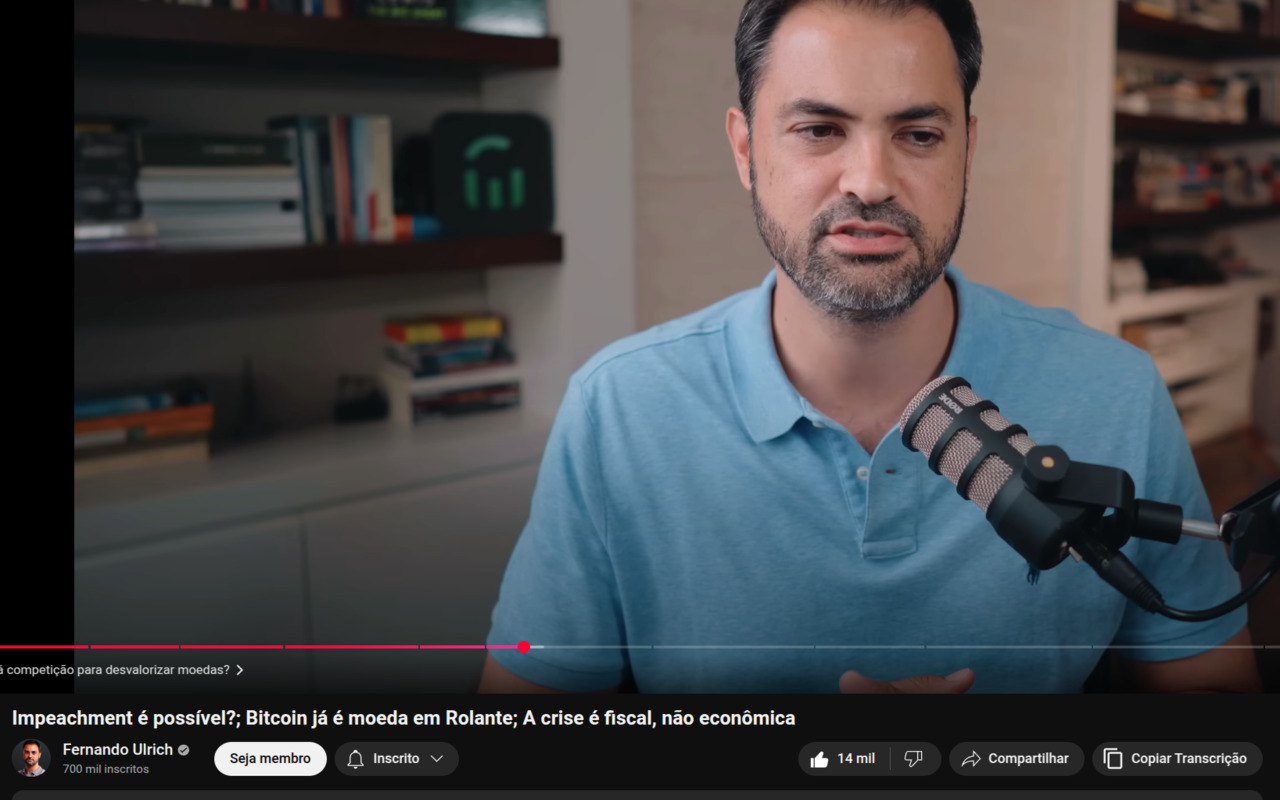 RØDE
á competição para desvalorizar moedas?
Impeachment é possível?; Bitcoin já é moeda em Rolante; A crise é fiscal, não econômica
Fernando Ulrich
700 mil inscritos
Seja membro
Inscrito
14 mil
Compartilhar
Copiar Transcrição